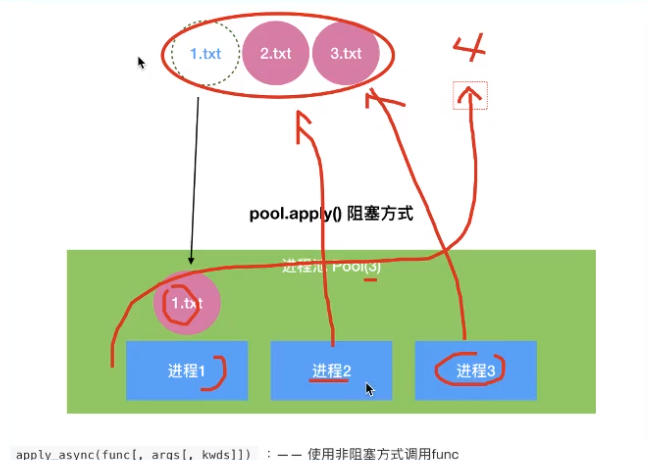 1.txt 2.txt 3.txt 4
pool.apply() 阻塞方式
进程池 Pool(3)
1.txt
进程1 进程2 进程3
apply_async(func[, args[, kwds]]) ：—— 使用非阻塞方式调用func